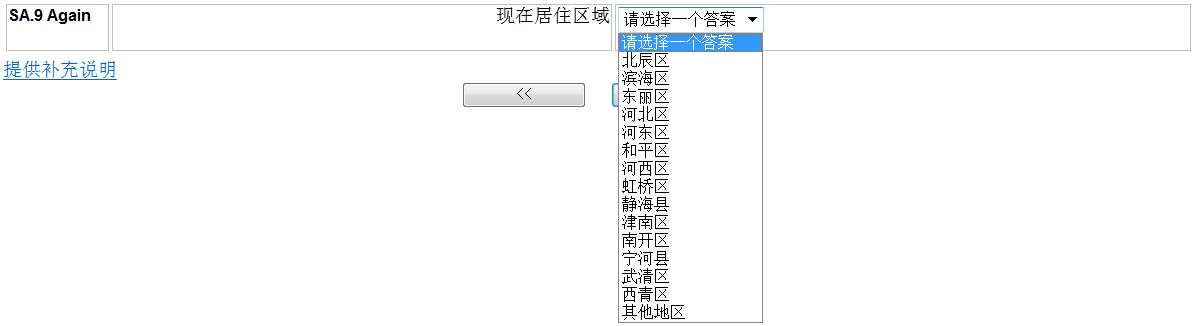 SA.9 Again
现在居住区域
请选择一个答案
请选择一个答案
北辰区
滨海区
东丽区
河北区
河东区
和平区
河西区
虹桥区
静海县
津南区
南开区
宁河县
武清区
西青区
其他地区
提供补充说明
<<